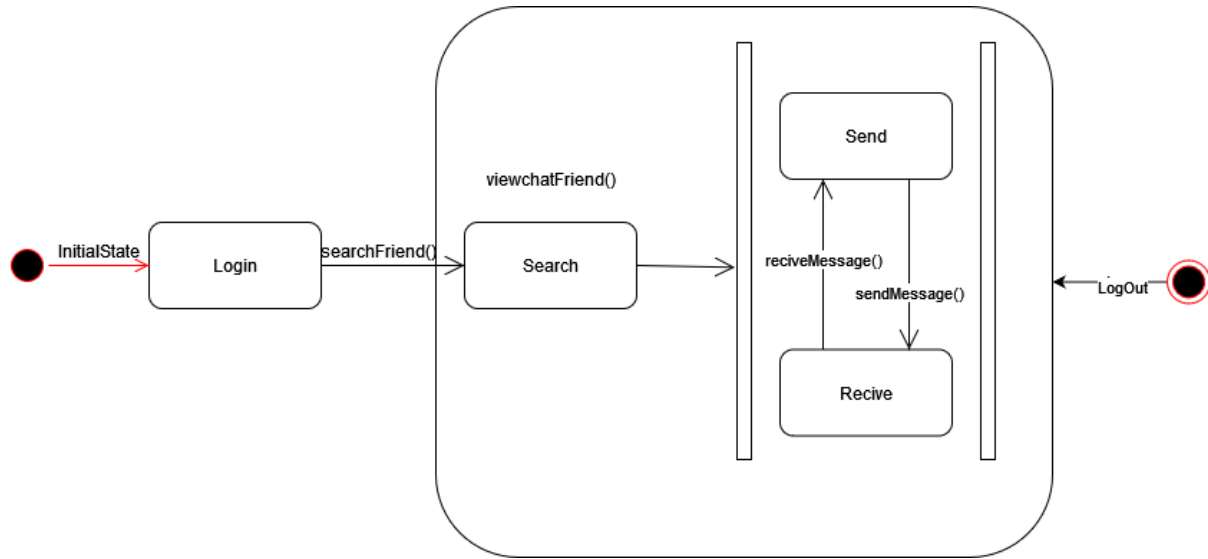 InitialState
Login
searchFriend()
viewchatFriend()
Search
Send
reciveMessage()
sendMessage()
Recive
LogOut